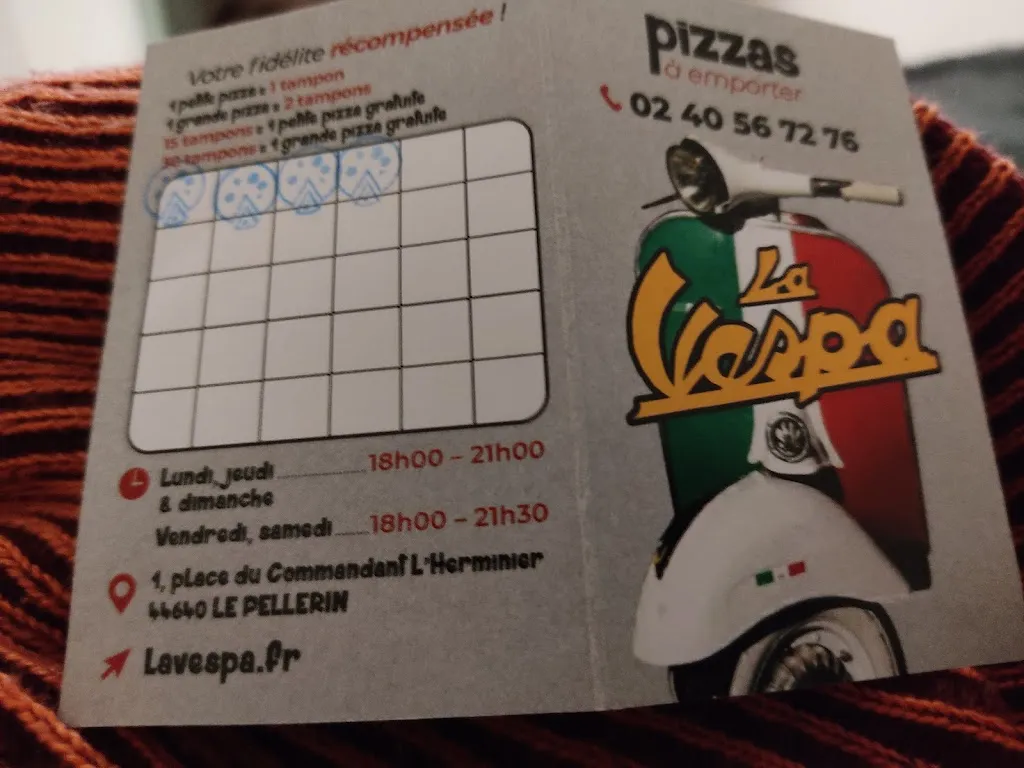 Votre fidélité récompensée !
1 petite pizza = 1 tampon
1 grande pizza = 2 tampons
15 tampons = 1 petite pizza gratuite
30 tampons = 1 grande pizza gratuite
Lundi, jeudi ........ 18h00 – 21h00
& dimanche
Vendredi, samedi ..... 18h00 – 21h30
1, place du Commandant L'Herminier
44640 LE PELLERIN
Lavespa.fr
pizzas
à emporter
02 40 56 72 76
La
Vespa